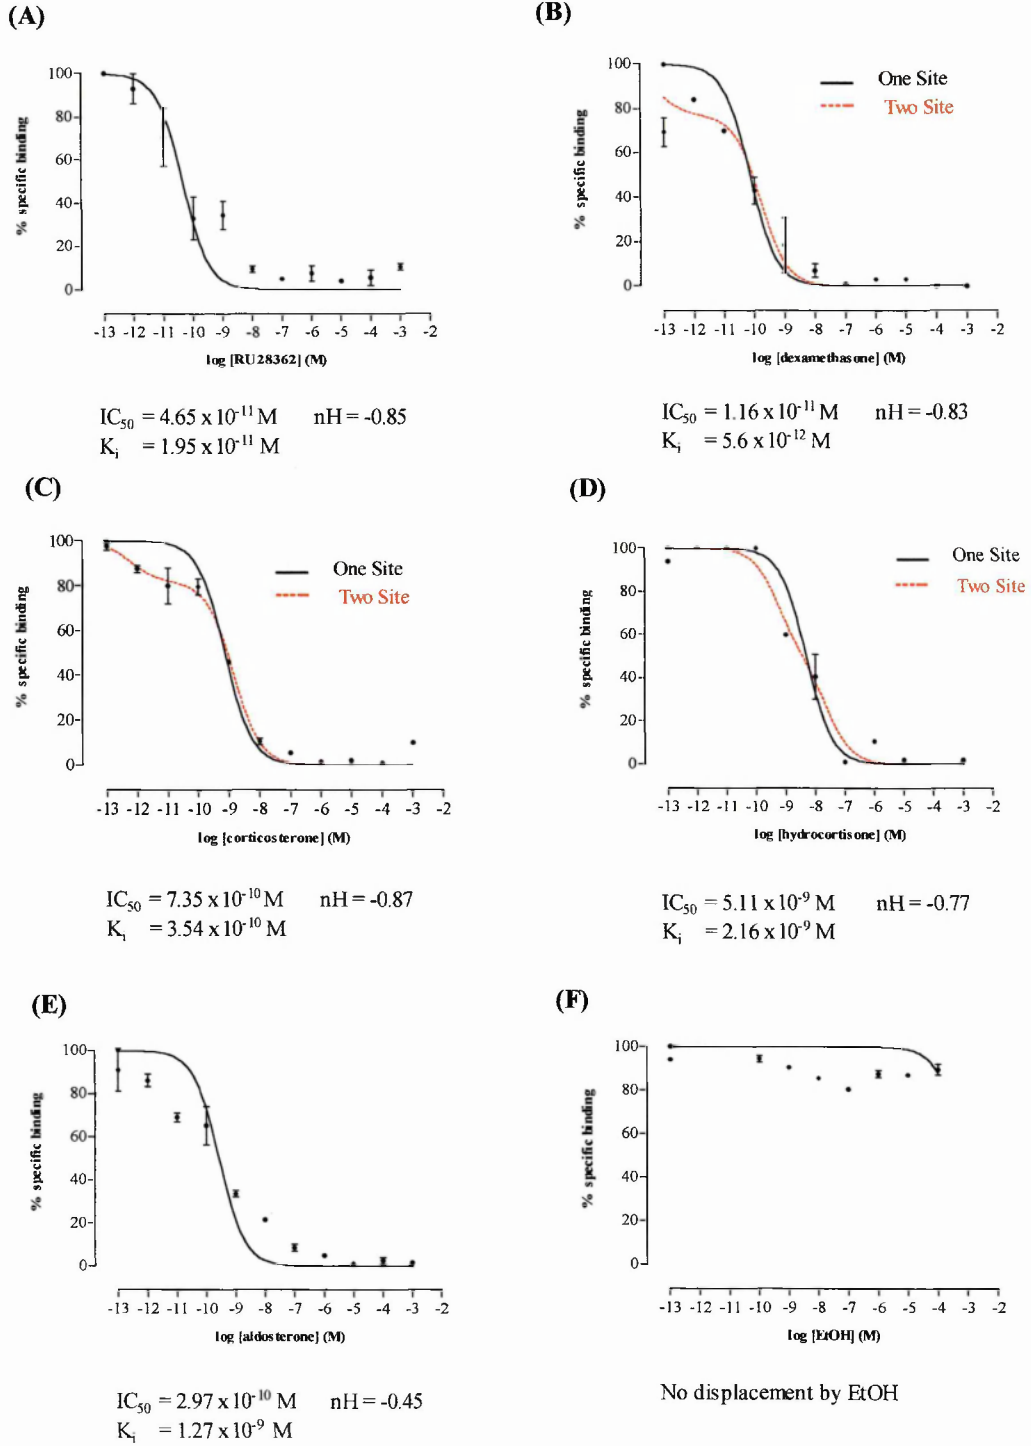 (A)
% specific binding
100
80
60
40
20
0
-13 -12 -11 -10 -9 -8 -7 -6 -5 -4 -3 -2
log [RU28362] (M)
IC50 = 4.65 x 10-11 M nH = -0.85
Ki = 1.95 x 10-11 M
(B)
% specific binding
100
80
60
40
20
0
One Site
Two Site
-13 -12 -11 -10 -9 -8 -7 -6 -5 -4 -3 -2
log [dexamethasone] (M)
IC50 = 1.16 x 10-11 M nH = -0.83
Ki = 5.6 x 10-12 M
(C)
% specific binding
100
80
60
40
20
0
One Site
Two Site
-13 -12 -11 -10 -9 -8 -7 -6 -5 -4 -3 -2
log [corticosterone] (M)
IC50 = 7.35 x 10-10 M nH = -0.87
Ki = 3.54 x 10-10 M
(D)
% specific binding
100
80
60
40
20
0
One Site
Two Site
-13 -12 -11 -10 -9 -8 -7 -6 -5 -4 -3 -2
log [hydrocortisone] (M)
IC50 = 5.11 x 10-9 M nH = -0.77
Ki = 2.16 x 10-9 M
(E)
% specific binding
100
80
60
40
20
0
-13 -12 -11 -10 -9 -8 -7 -6 -5 -4 -3 -2
log [aldosterone] (M)
IC50 = 2.97 x 10-10 M nH = -0.45
Ki = 1.27 x 10-9 M
(F)
% specific binding
100
80
60
40
20
0
-13 -12 -11 -10 -9 -8 -7 -6 -5 -4 -3 -2
log [EtOH] (M)
No displacement by EtOH